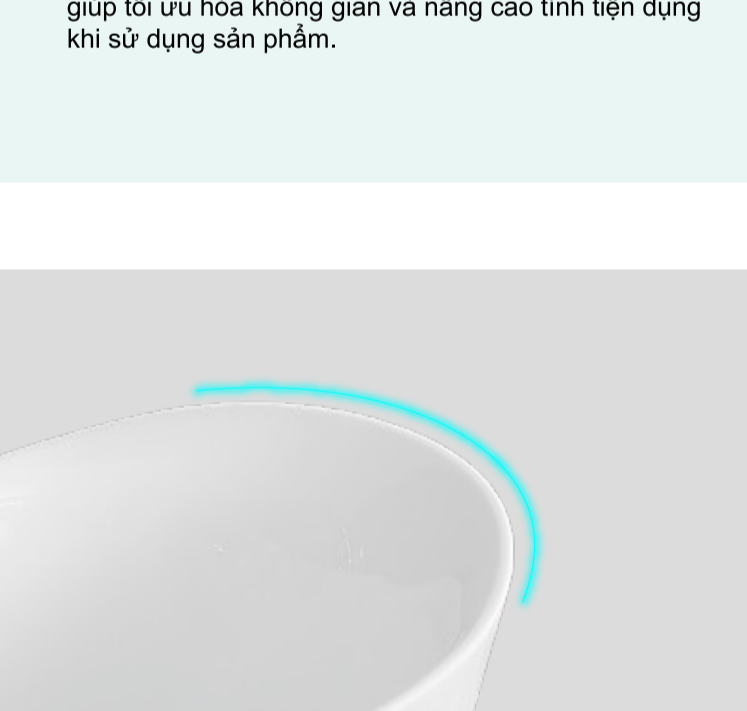 giúp tối ưu hóa không gian và nâng cao tính tiện dụng
khi sử dụng sản phẩm.